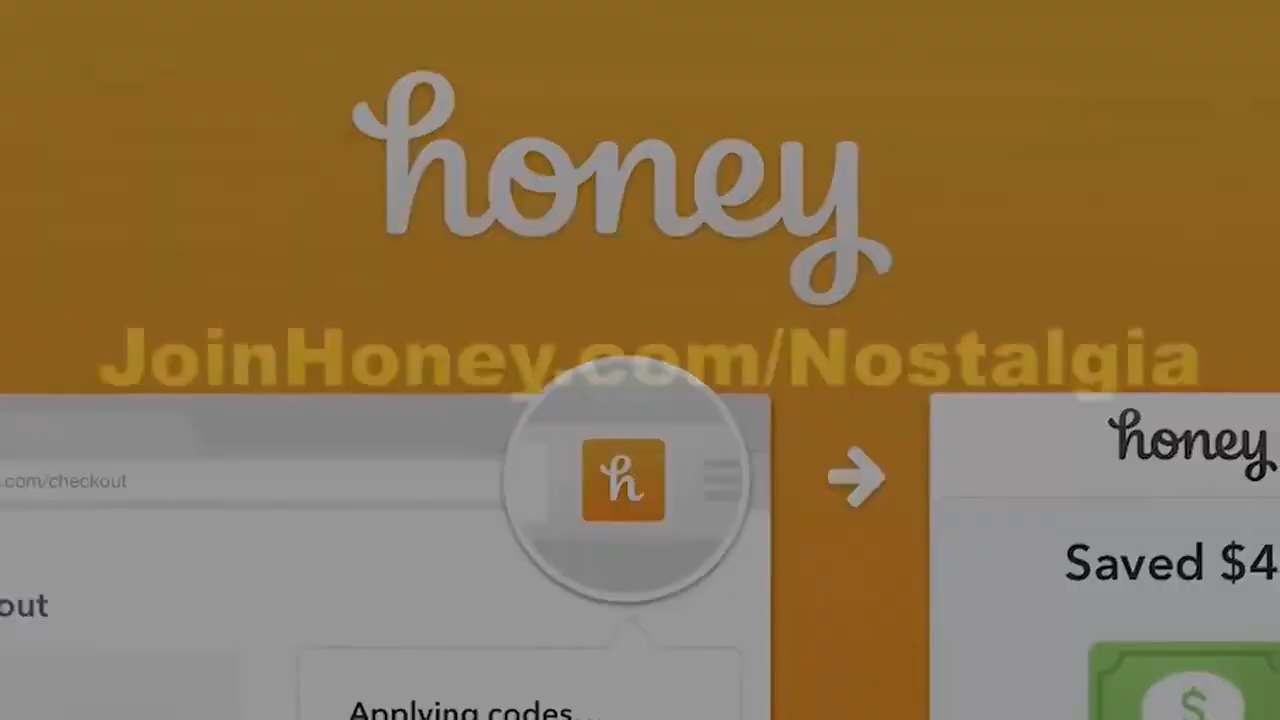 honey
JoinHoney.com/Nostalgia
honey
.com/checkout
h
Saved $4
out
$
Applying codes...